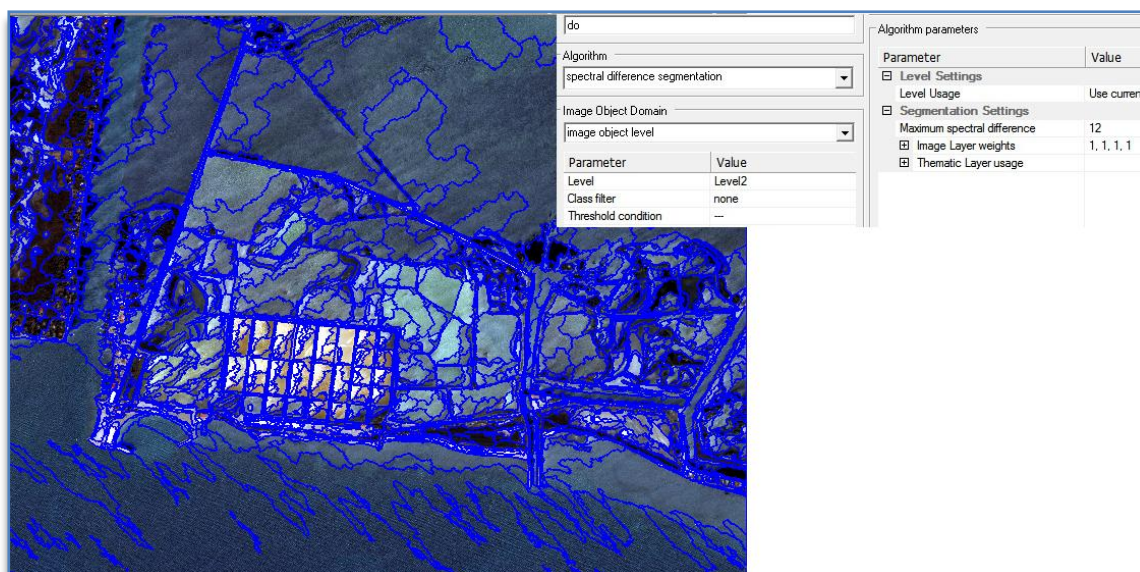 do
Algorithm
spectral difference segmentation
Image Object Domain
image object level
Parameter Value
Level Level2
Class filter none
Threshold condition ---
Algorithm parameters
Parameter Value
Level Settings
Level Usage Use curren
Segmentation Settings
Maximum spectral difference 12
Image Layer weights 1, 1, 1, 1
Thematic Layer usage